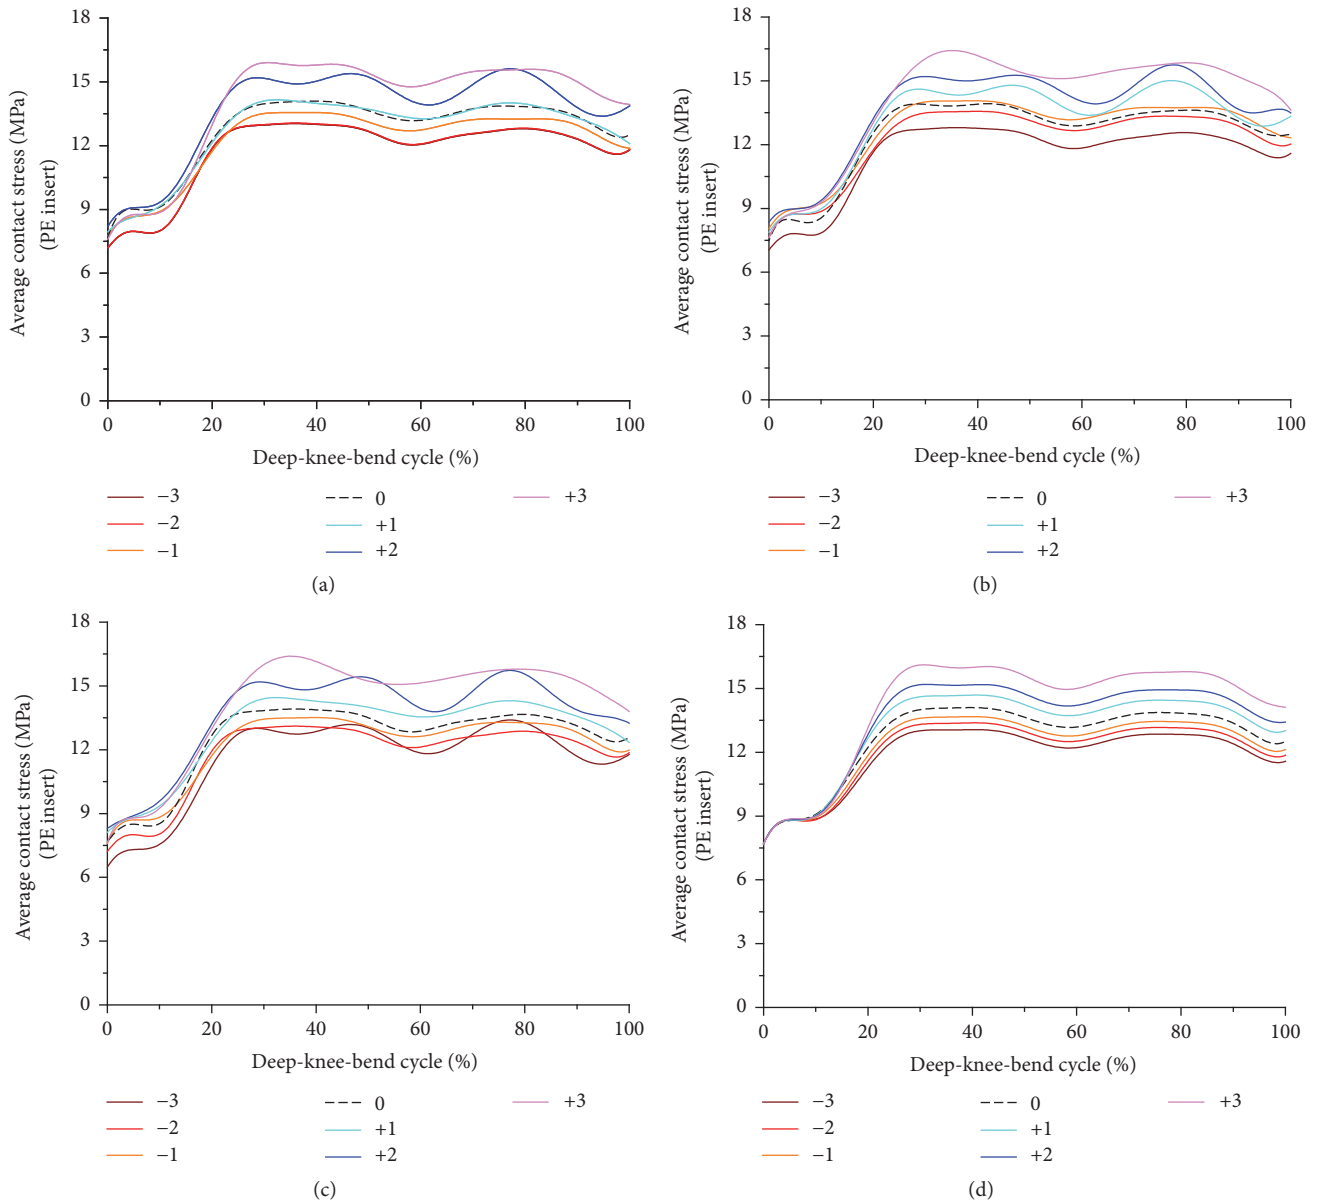 18
15
12
9
6
3
0
Average contact stress (MPa)
(PE insert)
0 20 40 60 80 100
Deep-knee-bend cycle (%)
−3 0 +3
−2 +1
−1 +2
(a)
18
15
12
9
6
3
0
Average contact stress (MPa)
(PE insert)
0 20 40 60 80 100
Deep-knee-bend cycle (%)
−3 0 +3
−2 +1
−1 +2
(b)
18
15
12
9
6
3
0
Average contact stress (MPa)
(PE insert)
0 20 40 60 80 100
Deep-knee-bend cycle (%)
−3 0 +3
−2 +1
−1 +2
(c)
18
15
12
9
6
3
0
Average contact stress (MPa)
(PE insert)
0 20 40 60 80 100
Deep-knee-bend cycle (%)
−3 0 +3
−2 +1
−1 +2
(d)